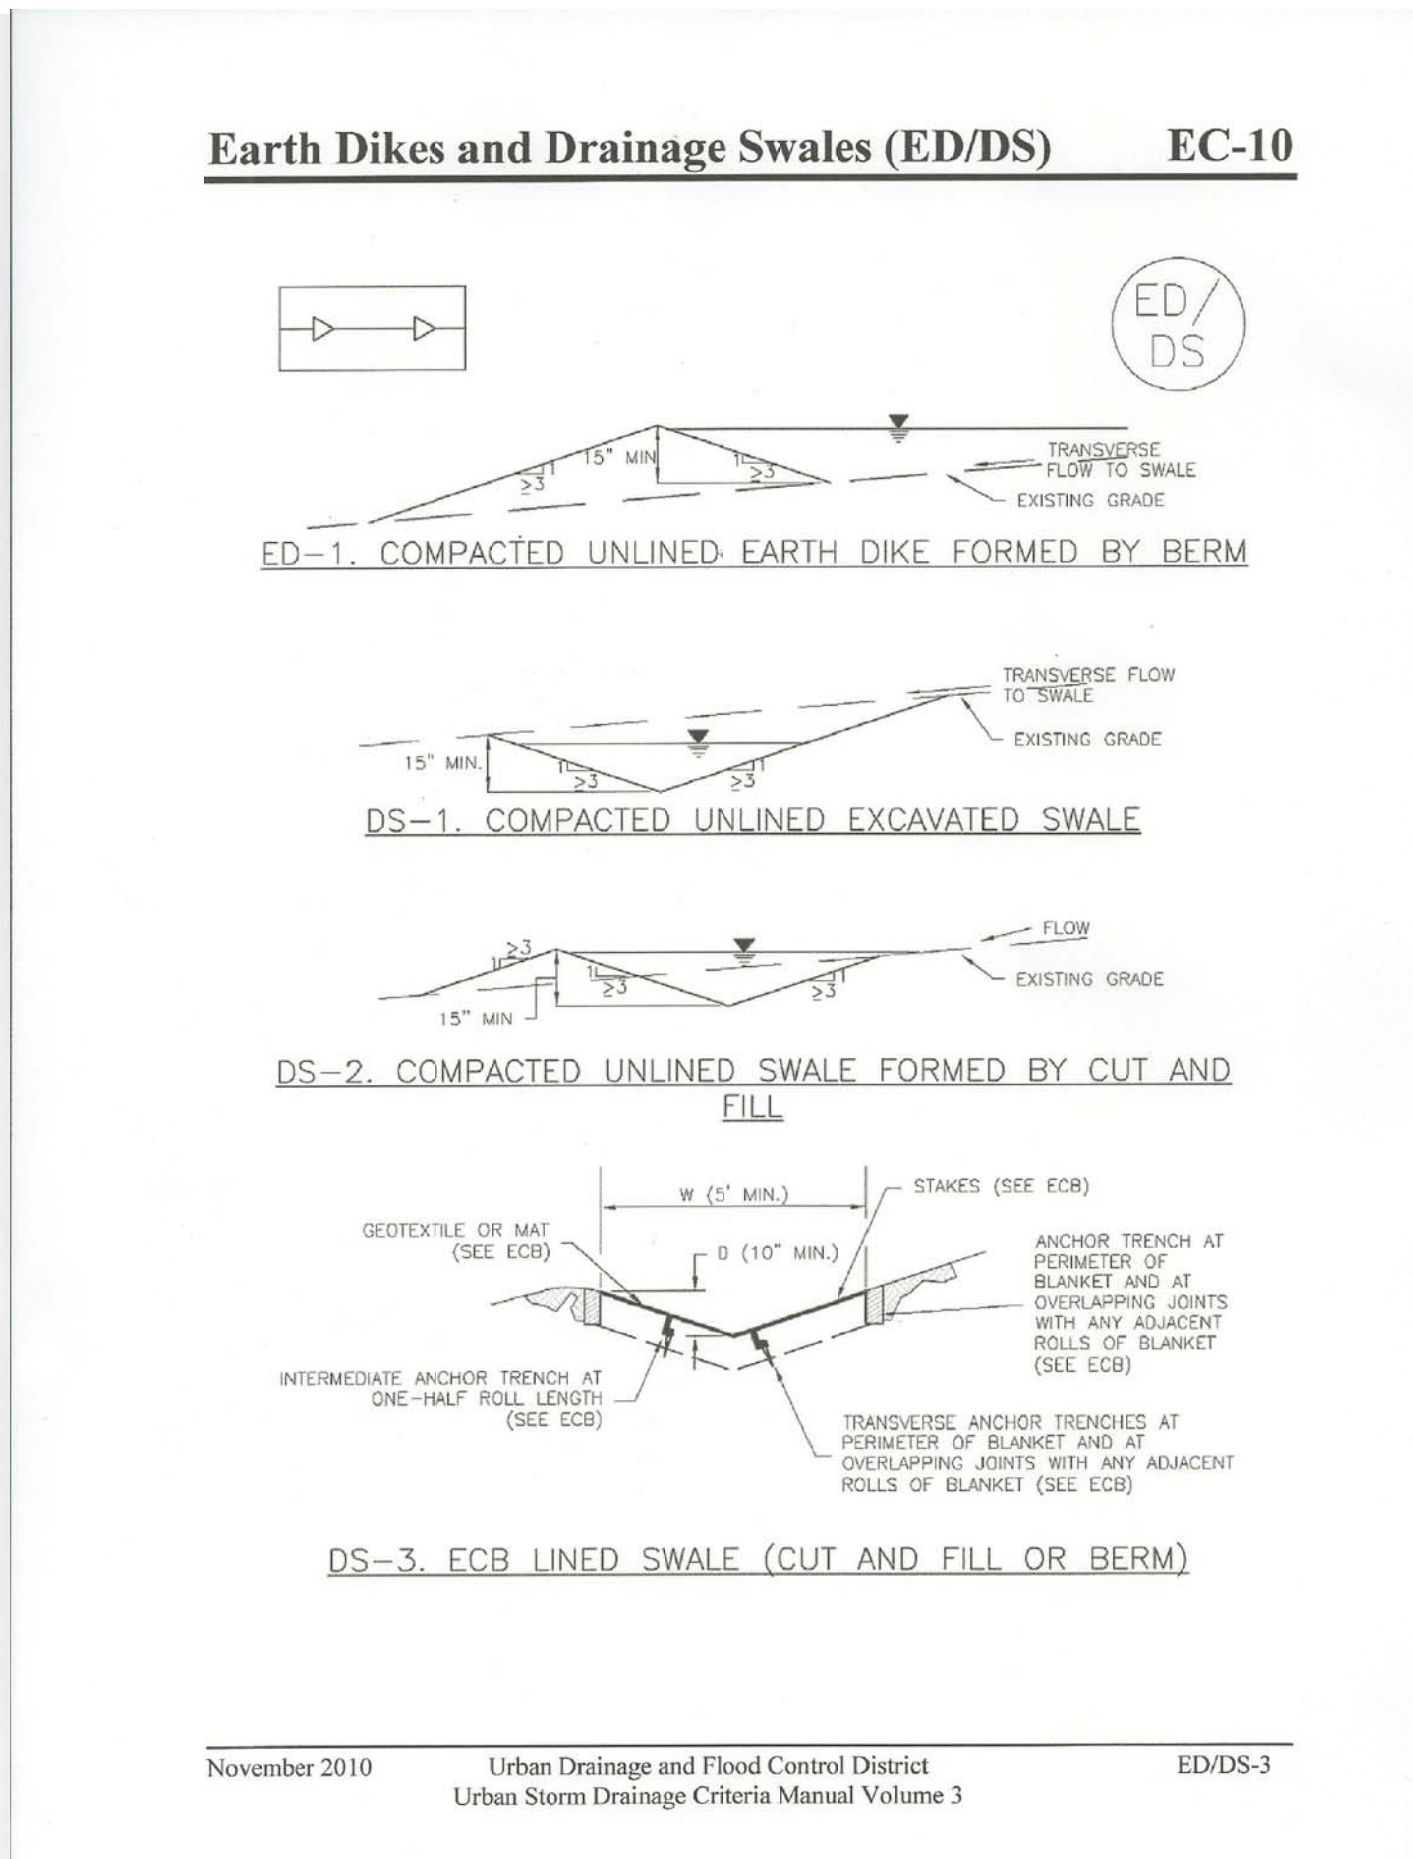 Earth Dikes and Drainage Swales (ED/DS) EC-10
ED/
DS
15" MIN
1
≥3
1
≥3
TRANSVERSE
FLOW TO SWALE
EXISTING GRADE
ED-1. COMPACTED UNLINED EARTH DIKE FORMED BY BERM
TRANSVERSE FLOW
TO SWALE
EXISTING GRADE
15" MIN.
1
≥3
1
≥3
DS-1. COMPACTED UNLINED EXCAVATED SWALE
≥3
1
FLOW
1
≥3
1
≥3
EXISTING GRADE
15" MIN
DS-2. COMPACTED UNLINED SWALE FORMED BY CUT AND
FILL
W (5' MIN.)
STAKES (SEE ECB)
GEOTEXTILE OR MAT
(SEE ECB)
D (10" MIN.)
ANCHOR TRENCH AT
PERIMETER OF
BLANKET AND AT
OVERLAPPING JOINTS
WITH ANY ADJACENT
ROLLS OF BLANKET
(SEE ECB)
INTERMEDIATE ANCHOR TRENCH AT
ONE-HALF ROLL LENGTH
(SEE ECB)
TRANSVERSE ANCHOR TRENCHES AT
PERIMETER OF BLANKET AND AT
OVERLAPPING JOINTS WITH ANY ADJACENT
ROLLS OF BLANKET (SEE ECB)
DS-3. ECB LINED SWALE (CUT AND FILL OR BERM)
November 2010 Urban Drainage and Flood Control District ED/DS-3
Urban Storm Drainage Criteria Manual Volume 3